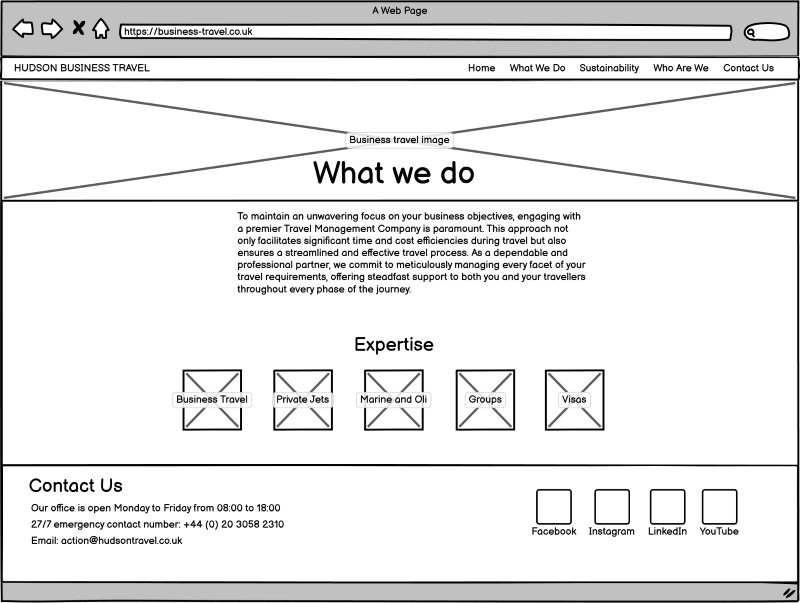 A Web Page
https://business-travel.co.uk
HUDSON BUSINESS TRAVEL
Home What We Do Sustainability Who Are We Contact Us
Business travel image
What we do
To maintain an unwavering focus on your business objectives, engaging with
a premier Travel Management Company is paramount. This approach not
only facilitates significant time and cost efficiencies during travel but also
ensures a streamlined and effective travel process. As a dependable and
professional partner, we commit to meticulously managing every facet of your
travel requirements, offering steadfast support to both you and your travellers
throughout every phase of the journey.
Expertise
Business Travel Private Jets Marine and Oli Groups Visas
Contact Us
Our office is open Monday to Friday from 08:00 to 18:00
27/7 emergency contact number: +44 (0) 20 3058 2310
Email: action@hudsontravel.co.uk
Facebook Instagram LinkedIn YouTube